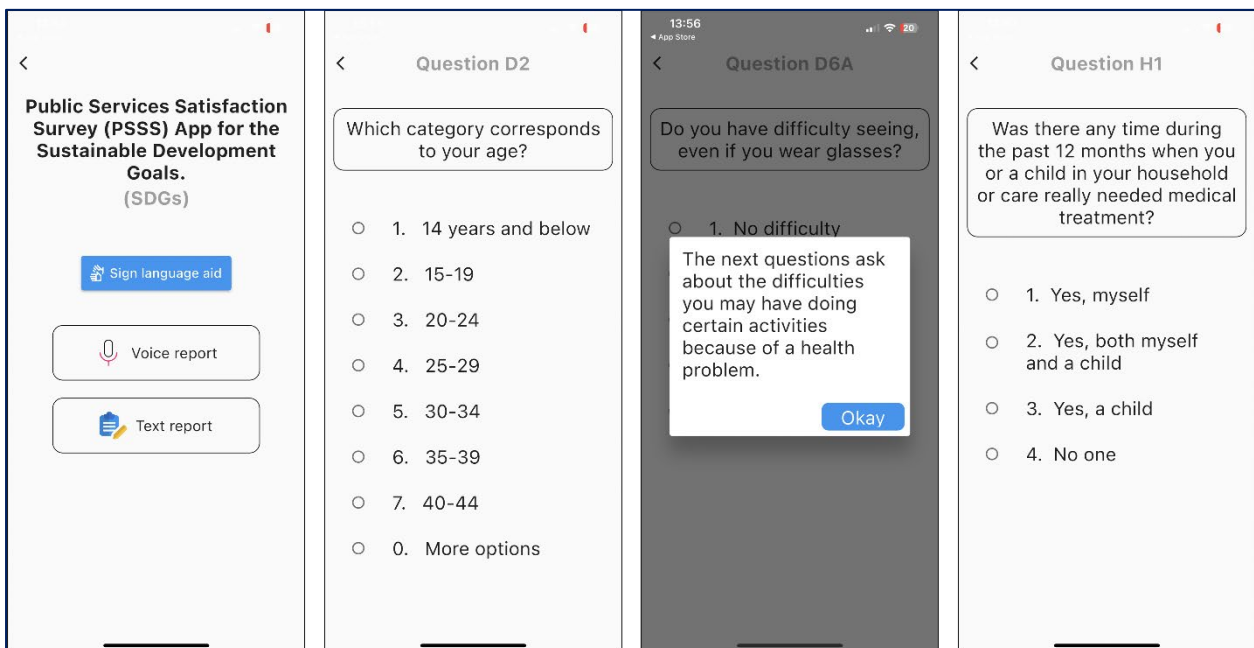 Public Services Satisfaction
Survey (PSSS) App for the
Sustainable Development
Goals.
(SDGs)
Sign language aid
Voice report
Text report
Question D2
Which category corresponds
to your age?
1. 14 years and below
2. 15-19
3. 20-24
4. 25-29
5. 30-34
6. 35-39
7. 40-44
0. More options
13:56
20
App Store
Question D6A
Do you have difficulty seeing,
even if you wear glasses?
1. No difficulty
The next questions ask
about the difficulties
you may have doing
certain activities
because of a health
problem.
Okay
Question H1
Was there any time during
the past 12 months when you
or a child in your household
or care really needed medical
treatment?
1. Yes, myself
2. Yes, both myself
and a child
3. Yes, a child
4. No one